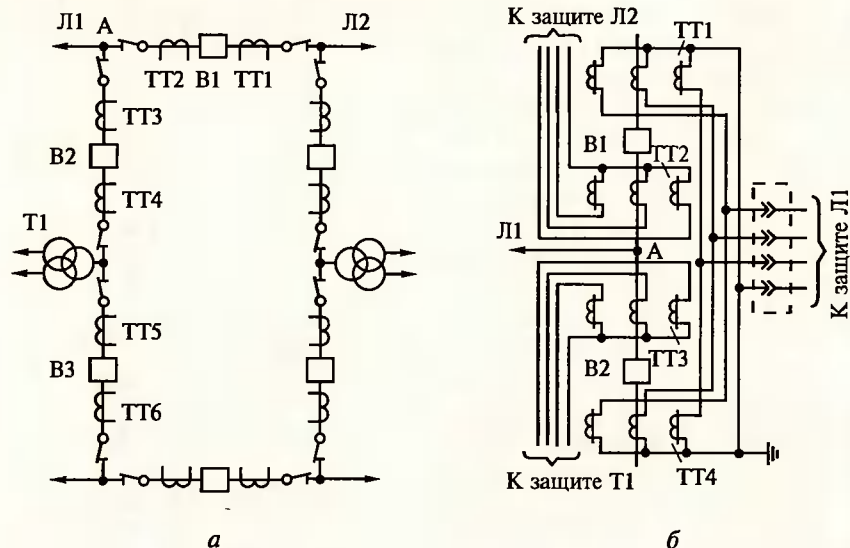 Л1
А
Л2
ТТ2
В1
ТТ1
ТТ3
В2
ТТ4
Т1
ТТ5
В3
ТТ6
а
К защите Л2
ТТ1
В1
ТТ2
Л1
А
К защите Л1
ТТ3
В2
К защите Т1
ТТ4
б